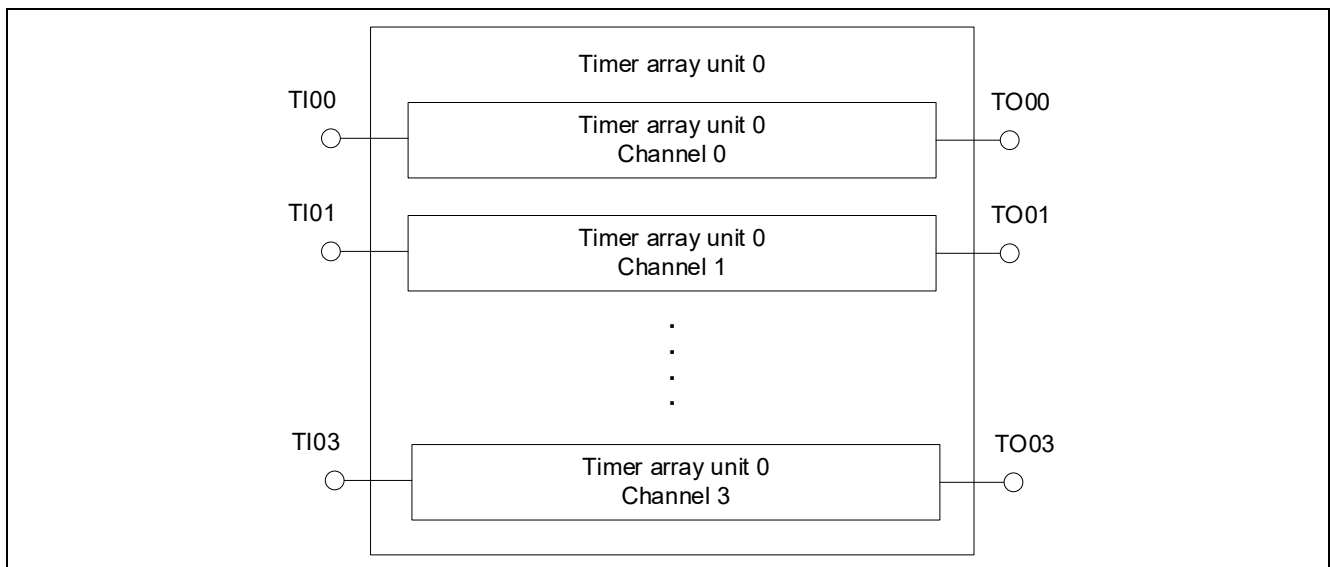 Timer array unit 0
TI00
Timer array unit 0
Channel 0
TO00
TI01
Timer array unit 0
Channel 1
TO01
TI03
Timer array unit 0
Channel 3
TO03